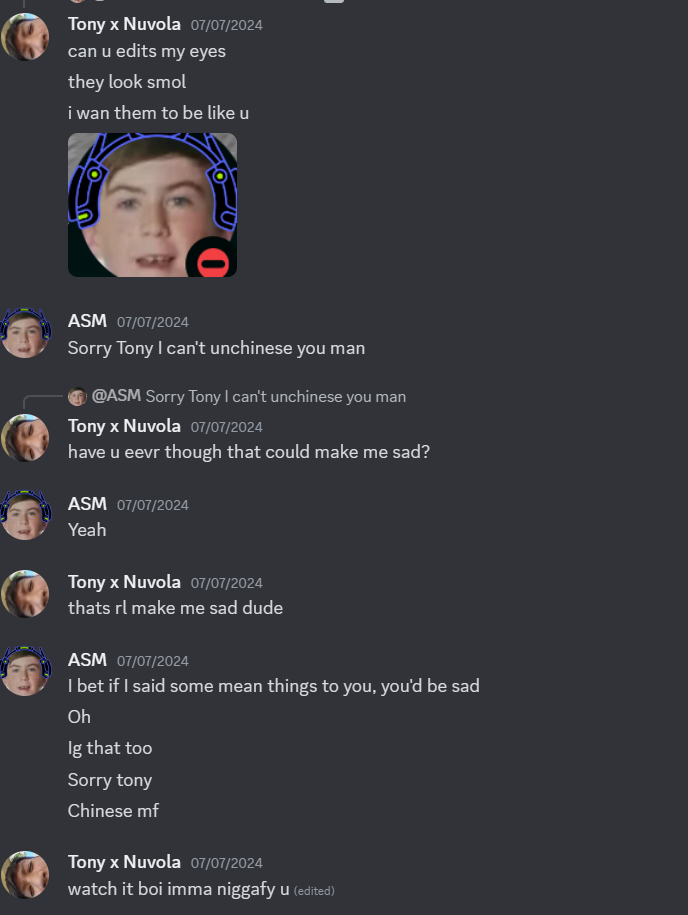 Tony x Nuvola 07/07/2024
can u edits my eyes
they look smol
i wan them to be like u
ASM 07/07/2024
Sorry Tony I can't unchinese you man
@ASM Sorry Tony I can't unchinese you man
Tony x Nuvola 07/07/2024
have u eevr though that could make me sad?
ASM 07/07/2024
Yeah
Tony x Nuvola 07/07/2024
thats rl make me sad dude
ASM 07/07/2024
I bet if I said some mean things to you, you'd be sad
Oh
Ig that too
Sorry tony
Chinese mf
Tony x Nuvola 07/07/2024
watch it boi imma niggafy u (edited)